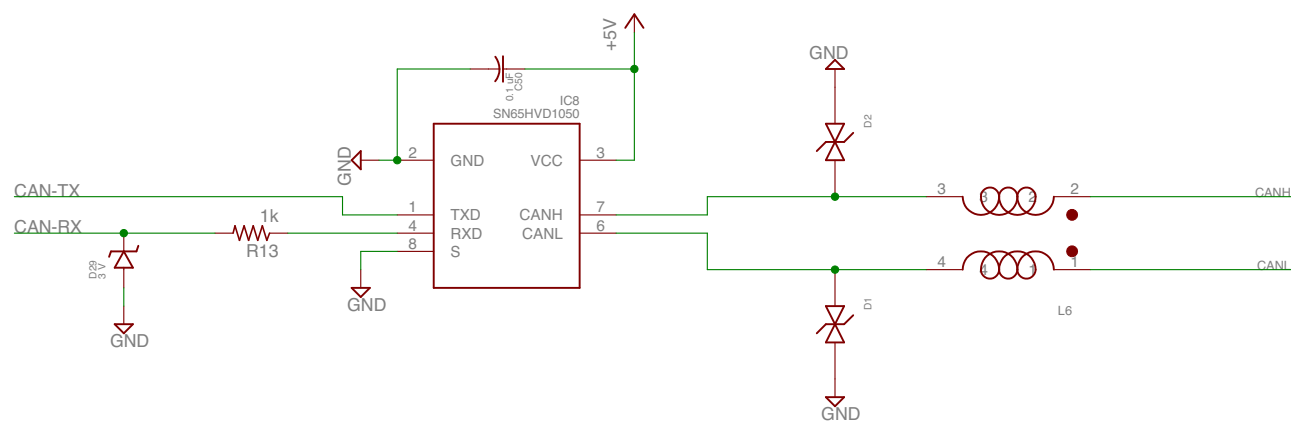 +5V
GND
0.1 uF
C50
IC8
SN65HVD1050
D2
GND
2
GND
VCC
3
CAN-TX
3
3
2
2
CANH
1
TXD
CANH
7
CAN-RX
1k
R13
4
RXD
CANL
6
8
S
D29
3 V
GND
GND
4
4
1
1
CANL
D1
L6
GND